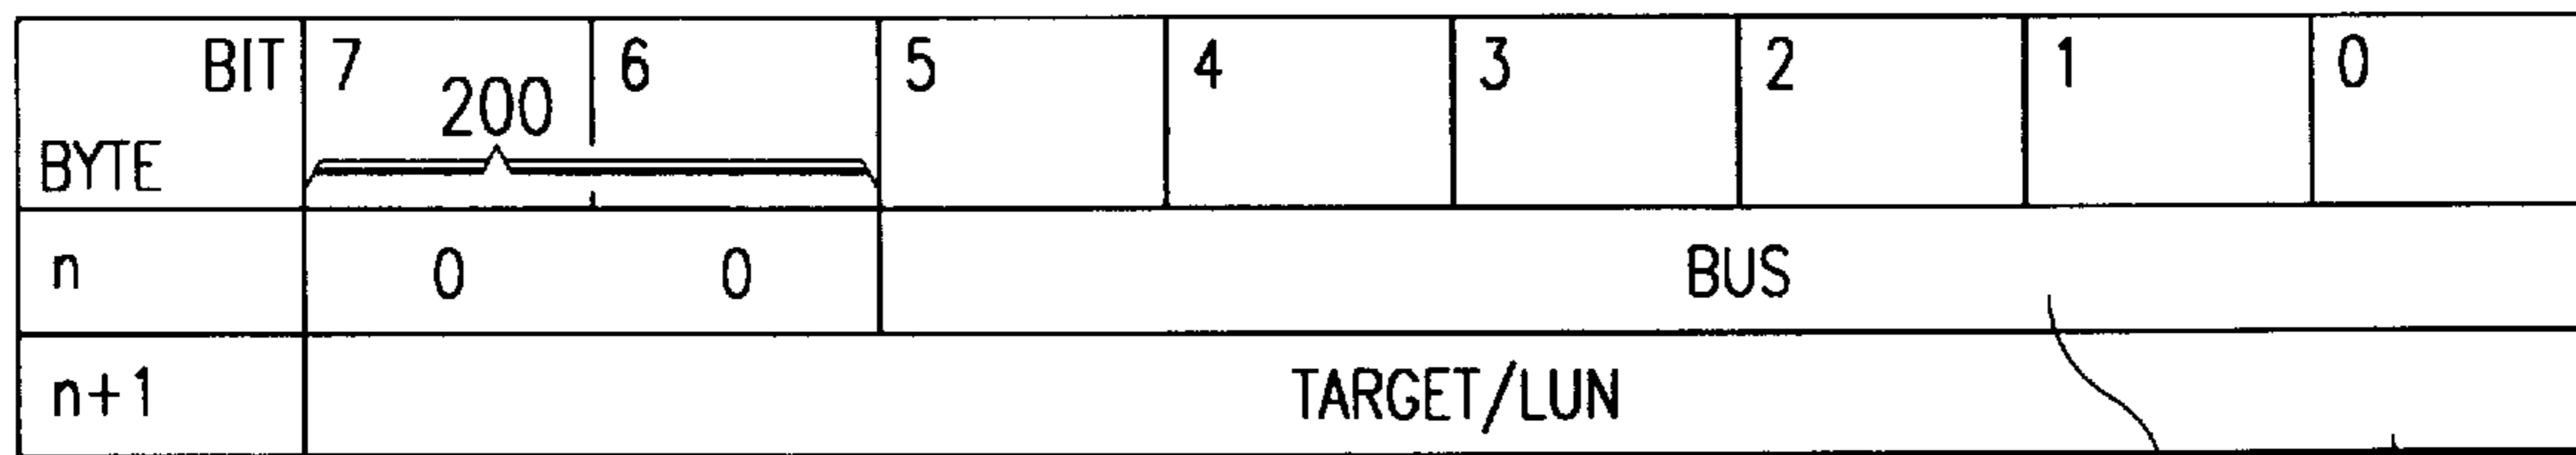 BIT 7 6 5 4 3 2 1 0
200
BYTE
n 0 0 BUS
n+1 TARGET/LUN